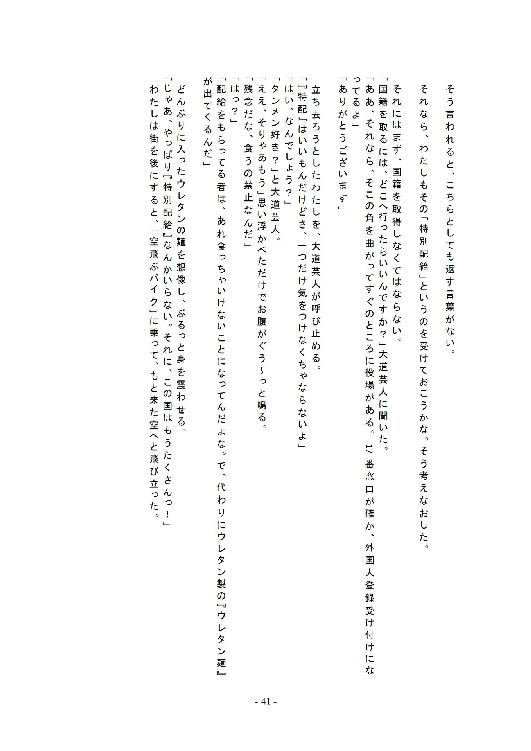 そう言われると、こちらとしても返す言葉がない。
それなら、わたしもその「特別配給」というのを受けておこうかな。そう考えなおした。
それにはまず、国籍を取得しなくてはならない。
「国籍を取るには、どこへ行ったらいいんですか？」大道芸人に聞いた。
「ああ、それなら、そこの角を曲がってすぐのところに役場がある。17番窓口が確か、外国人登録受け付けにな
ってるよ」
「ありがとうございます」
立ち去ろうとしたわたしを、大道芸人が呼び止める。
「『特配』はいいもんだけどさ、一つだけ気をつけなくちゃならないよ」
「はい、なんでしょう？」
「タンメン好き？」と大道芸人。
「ええ、そりゃあもう」思い浮かべただけでお腹がぐう～っと鳴る。
「残念だな、食うの禁止なんだ」
「はっ？」
「配給をもらってる者は、あれ食っちゃいけないことになってんだよな。で、代わりにウレタン製の『ウレタン麺』
が出てくるんだ」
どんぶりに入ったウレタンの麺を想像し、ぶるっと身を震わせる。
「じゃあ、やっぱり『特別配給』なんかいらない。それに、この国はもうたくさんっ！」
わたしは街を後にすると、「空飛ぶバイク」に乗って、もと来た空へと飛び立った。
- 41 -